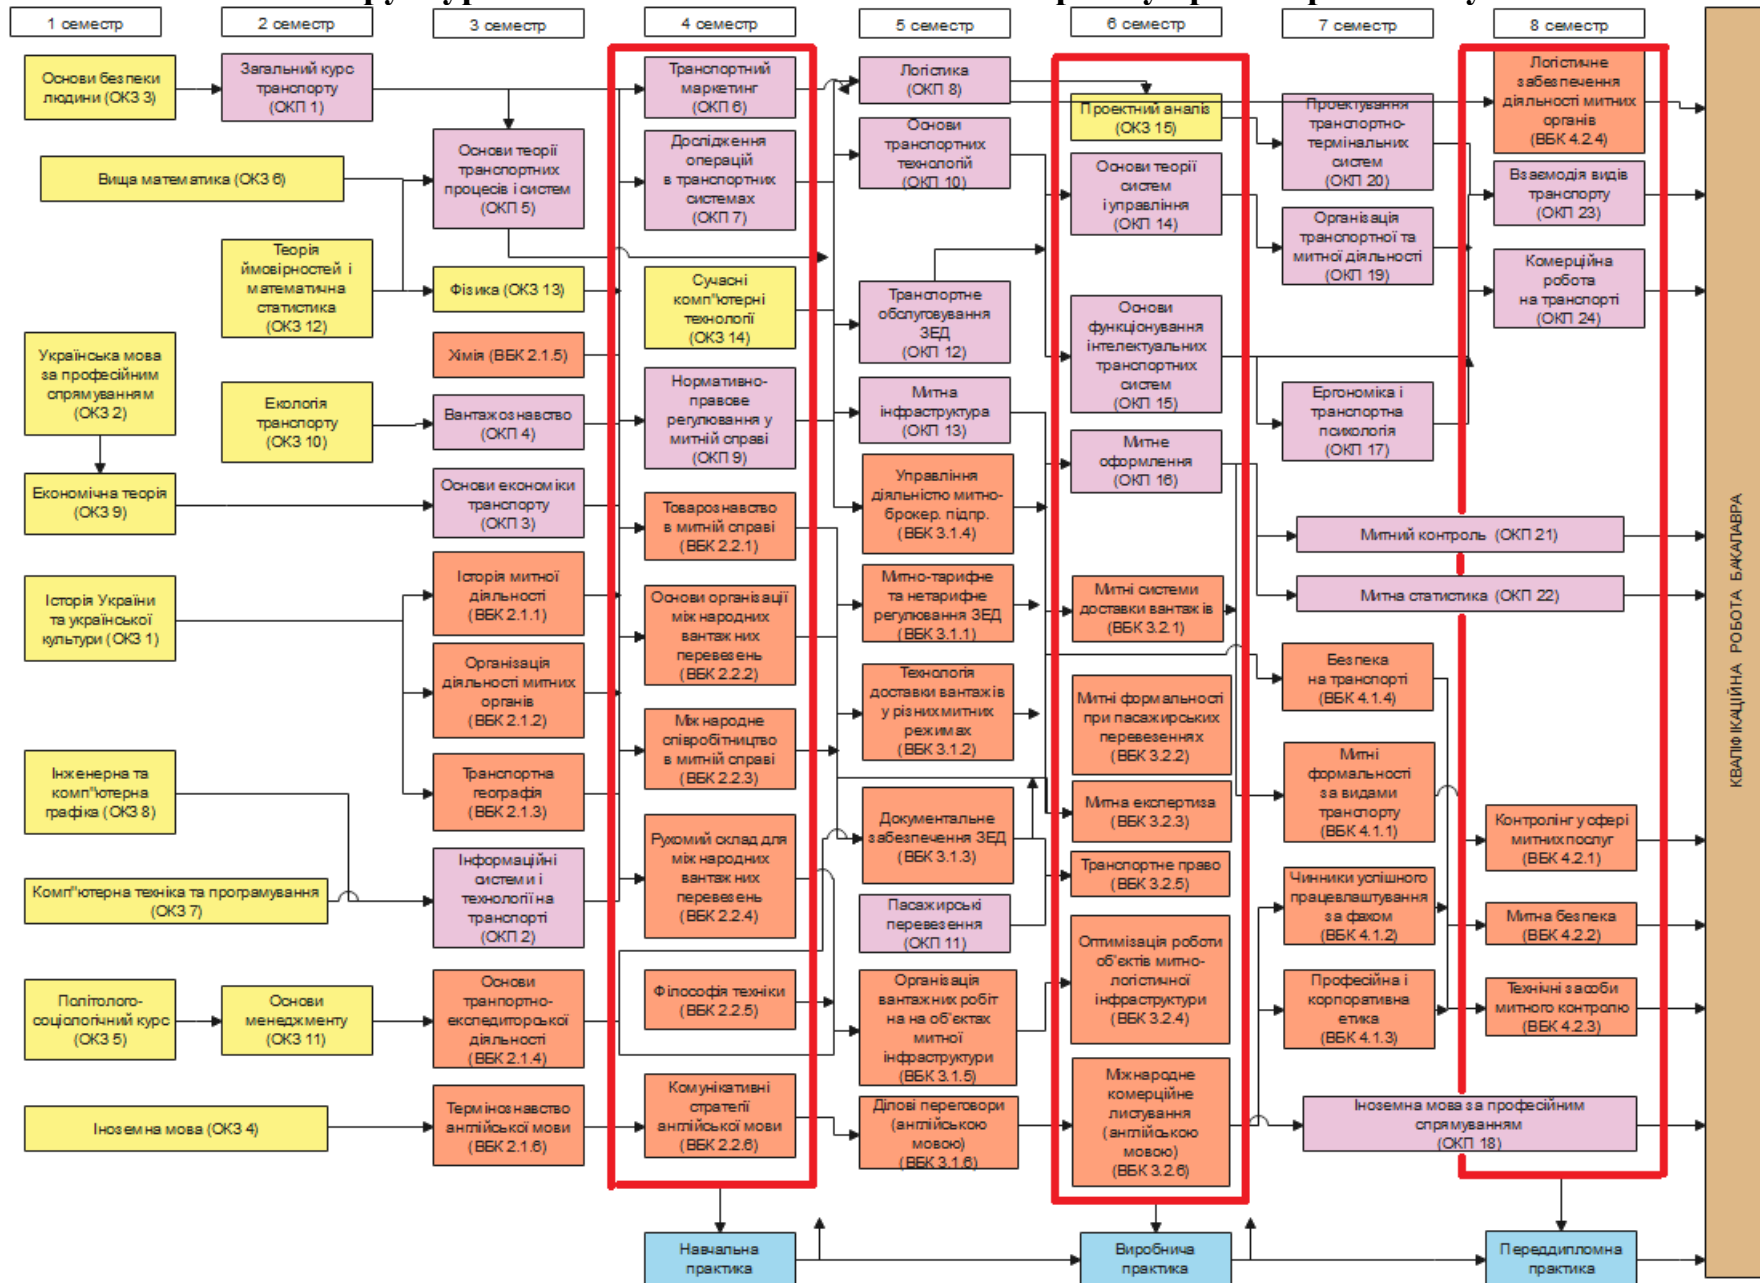 1 семестр
2 семестр
3 семестр
4 семестр
5 семестр
6 семестр
7 семестр
8 семестр
Основи безпеки
людини (ОКЗ 3)
Українська мова
за професійним
спрямуванням
(ОКЗ 2)
Економічна теорія
(ОКЗ 9)
Історія України
та української
культури (ОКЗ 1)
Інженерна та
комп"ютерна
графіка (ОКЗ 8)
Політолого-
соціологічний курс
(ОКЗ 5)
Вища математика (ОКЗ 6)
Комп"ютерна техніка та програмування
(ОКЗ 7)
Іноземна мова (ОКЗ 4)
Загальний курс
транспорту
(ОКП 1)
Теорія
ймовірностей і
математична
статистика
(ОКЗ 12)
Екологія
транспорту
(ОКЗ 10)
Основи
менеджменту
(ОКЗ 11)
Основи теорії
транспортних
процесів і систем
(ОКП 5)
Фізика (ОКЗ 13)
Хімія (ВБК 2.1.5)
Вантажознавство
(ОКП 4)
Основи економіки
транспорту
(ОКП 3)
Історія митної
діяльності
(ВБК 2.1.1)
Організація
діяльності митних
органів
(ВБК 2.1.2)
Транспортна
географія
(ВБК 2.1.3)
Інформаційні
системи і
технології на
транспорті
(ОКП 2)
Основи
транпортно-
експедиторської
діяльності
(ВБК 2.1.4)
Термінознавство
англійської мови
(ВБК 2.1.6)
Транспортний
маркетинг
(ОКП 6)
Дослідження
операцій
в транспортних
системах
(ОКП 7)
Сучасні
комп"ютерні
технології
(ОКЗ 14)
Нормативно-
правове
регулювання у
митній справі
(ОКП 9)
Товарознавство
в митній справі
(ВБК 2.2.1)
Основи організації
міжнародних
вантажних
перевезень
(ВБК 2.2.2)
Міжнародне
співробітництво
в митній справі
(ВБК 2.2.3)
Рухомий склад для
міжнародних
вантажних
перевезень
(ВБК 2.2.4)
Філософія техніки
(ВБК 2.2.5)
Комунікативні
стратегії
англійської мови
(ВБК 2.2.6)
Навчальна
практика
Логістика
(ОКП 8)
Основи
транспортних
технологій
(ОКП 10)
Транспортне
обслуговування
ЗЕД
(ОКП 12)
Митна
інфраструктура
(ОКП 13)
Управління
діяльністю митно-
брокер. підпр.
(ВБК 3.1.4)
Митно-тарифне
та нетарифне
регулювання ЗЕД
(ВБК 3.1.1)
Технологія
доставки вантажів
у різних митних
режимах
(ВБК 3.1.2)
Документальне
забезпечення ЗЕД
(ВБК 3.1.3)
Пасажирські
перевезення
(ОКП 11)
Організація
вантажних робіт
на на об'єктах
митної
інфраструктури
(ВБК 3.1.5)
Ділові переговори
(англійською
мовою)
(ВБК 3.1.6)
Проектний аналіз
(ОКЗ 15)
Основи теорії
систем
і управління
(ОКП 14)
Основи
функціонування
інтелектуальних
транспортних
систем
(ОКП 15)
Митне
оформлення
(ОКП 16)
Митні системи
доставки вантажів
(ВБК 3.2.1)
Митні формальності
при пасажирських
перевезеннях
(ВБК 3.2.2)
Митна експертиза
(ВБК 3.2.3)
Транспортне право
(ВБК 3.2.5)
Оптимізація роботи
об'єктів митно-
логістичної
інфраструктури
(ВБК 3.2.4)
Міжнародне
комерційне
листування
(англійською
мовою)
(ВБК 3.2.6)
Виробнича
практика
Проектування
транспортно-
термінальних
систем
(ОКП 20)
Організація
транспортної та
митної діяльності
(ОКП 19)
Ергономіка і
транспортна
психологія
(ОКП 17)
Митний контроль (ОКП 21)
Митна статистика (ОКП 22)
Безпека
на транспорті
(ВБК 4.1.4)
Митні
формальності
за видами
транспорту
(ВБК 4.1.1)
Чинники успішного
працевлаштування
за фахом
(ВБК 4.1.2)
Професійна і
корпоративна
етика
(ВБК 4.1.3)
Іноземна мова за професійним
спрямуванням
(ОКП 18)
Логістичне
забезпечення
діяльності митних
органів
(ВБК 4.2.4)
Взаємодія видів
транспорту
(ОКП 23)
Комерційна
робота
на транспорті
(ОКП 24)
Контролінг у сфері
митних послуг
(ВБК 4.2.1)
Митна безпека
(ВБК 4.2.2)
Технічні засоби
митного контролю
(ВБК 4.2.3)
Переддипломна
практика
КВАЛІФІКАЦІЙНА РОБОТА БАКАЛАВРА